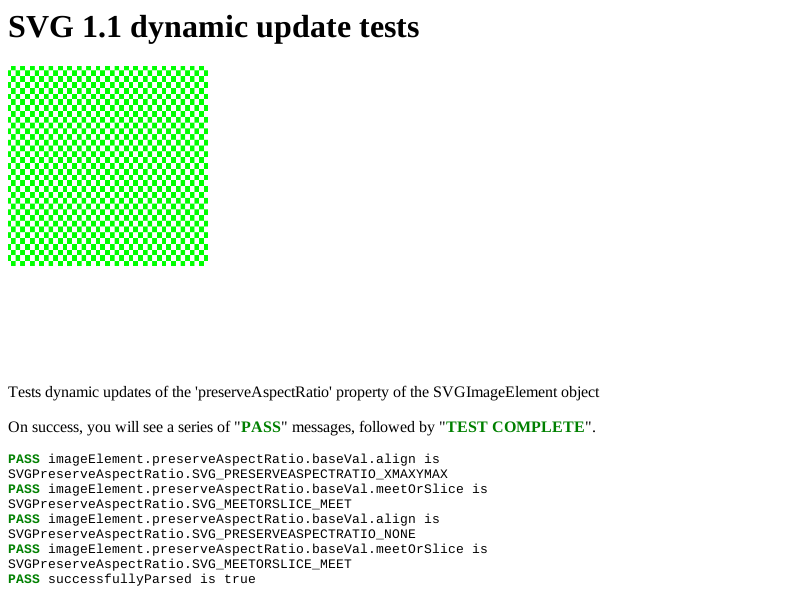 SVG 1.1 dynamic update tests
Tests dynamic updates of the 'preserveAspectRatio' property of the SVGImageElement object
On success, you will see a series of "PASS" messages, followed by "TEST COMPLETE".
PASS imageElement.preserveAspectRatio.baseVal.align is
SVGPreserveAspectRatio.SVG_PRESERVEASPECTRATIO_XMAXYMAX
PASS imageElement.preserveAspectRatio.baseVal.meetOrSlice is
SVGPreserveAspectRatio.SVG_MEETORSLICE_MEET
PASS imageElement.preserveAspectRatio.baseVal.align is
SVGPreserveAspectRatio.SVG_PRESERVEASPECTRATIO_NONE
PASS imageElement.preserveAspectRatio.baseVal.meetOrSlice is
SVGPreserveAspectRatio.SVG_MEETORSLICE_MEET
PASS successfullyParsed is true